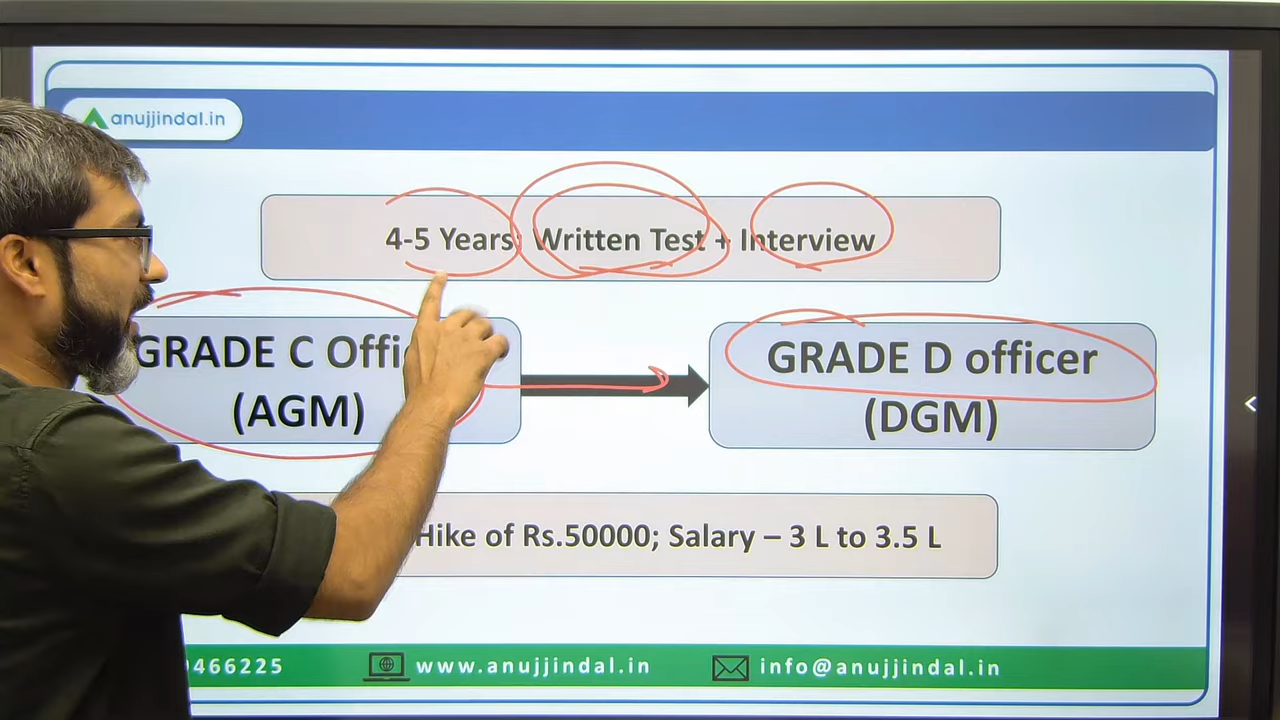 anujjindal.in
4-5 Years; Written Test + Interview
GRADE C
(AGM)
GRADE D officer
(DGM)
Hike of Rs.50000; Salary – 3 L to 3.5 L
466225
www.anujjindal.in
info@anujjindal.in